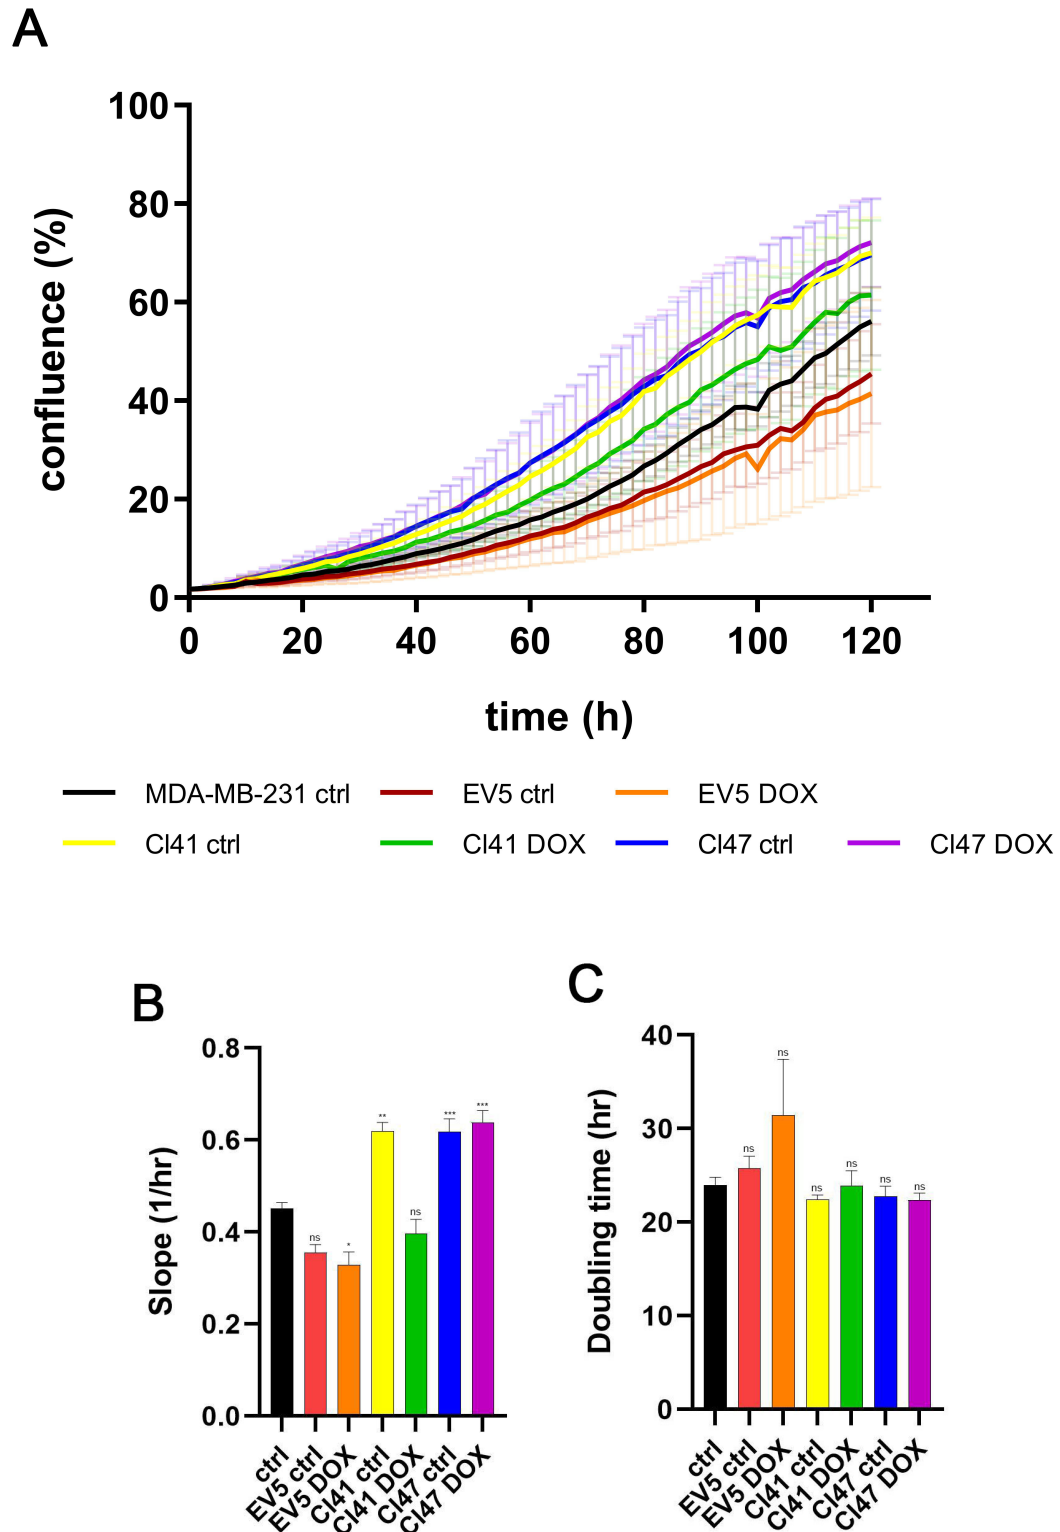 A
100
80
60
40
20
0
confluence (%)
0 20 40 60 80 100 120
time (h)
MDA-MB-231 ctrl EV5 ctrl EV5 DOX
Cl41 ctrl Cl41 DOX Cl47 ctrl Cl47 DOX
B
0.8
0.6
0.4
0.2
0.0
Slope (1/hr)
ns * ** ns *** ***
ctrl
EV5 ctrl
EV5 DOX
Cl41 ctrl
Cl41 DOX
Cl47 ctrl
Cl47 DOX
C
40
30
20
10
0
Doubling time (hr)
ns ns ns ns ns ns
ctrl
EV5 ctrl
EV5 DOX
Cl41 ctrl
Cl41 DOX
Cl47 ctrl
Cl47 DOX